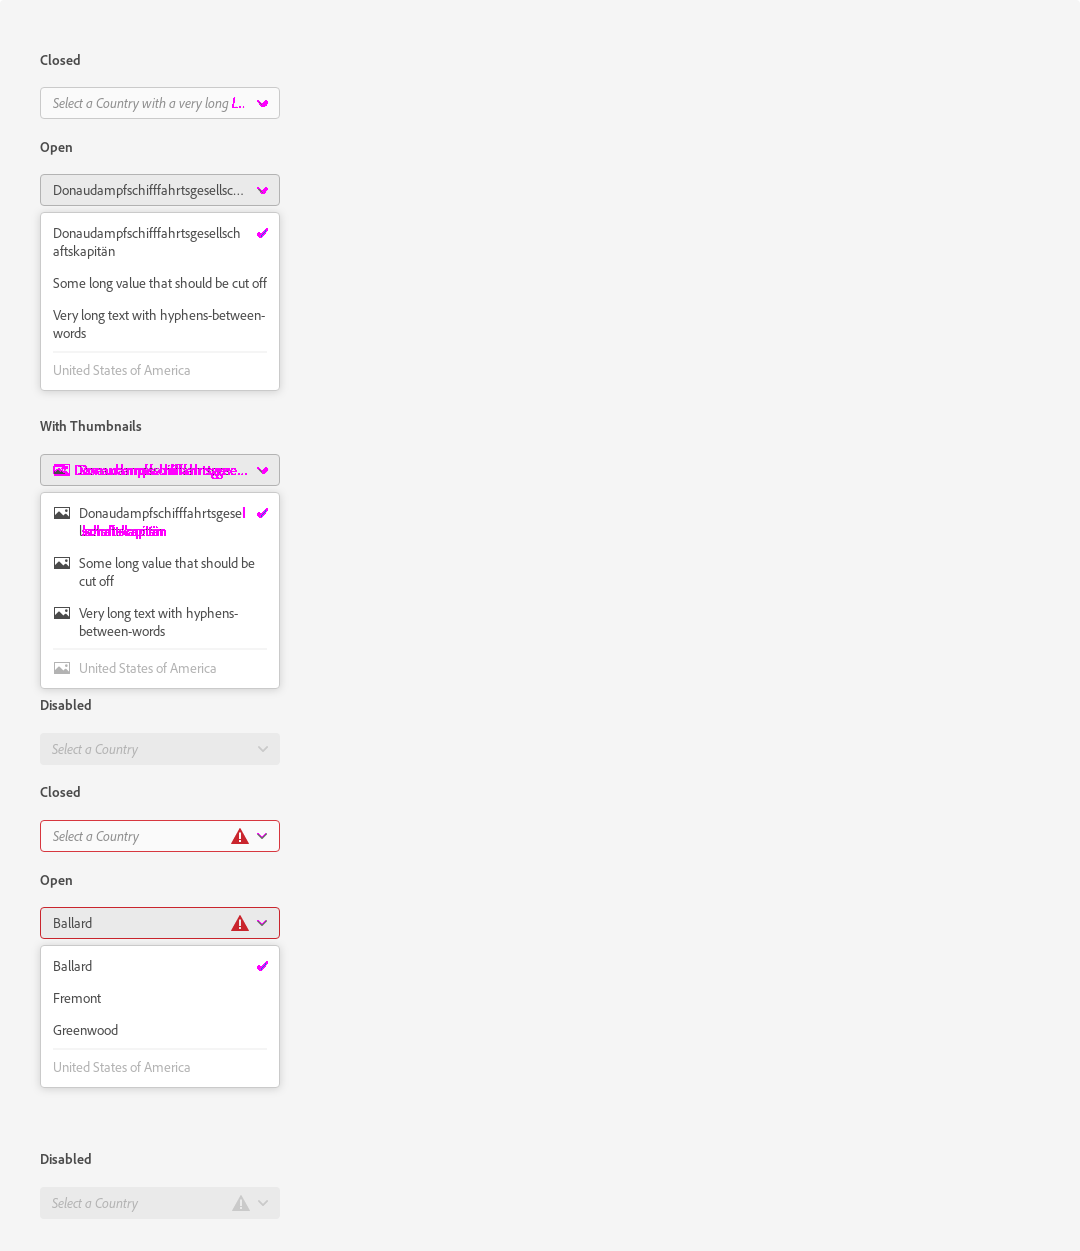 Closed
Select a Country with a very long l...
Open
Donaudampfschifffahrtsgesellsc...
Donaudampfschifffahrtsgesellsch
aftskapitän
Some long value that should be cut off
Very long text with hyphens-between-
words
United States of America
With Thumbnails
Donaudampfschifffahrtsgese...
Donaudampfschifffahrtsgesel
Some long value that should be
cut off
Very long text with hyphens-
between-words
United States of America
Disabled
Select a Country
Closed
Select a Country
Open
Ballard
Ballard
Fremont
Greenwood
United States of America
Disabled
Select a Country